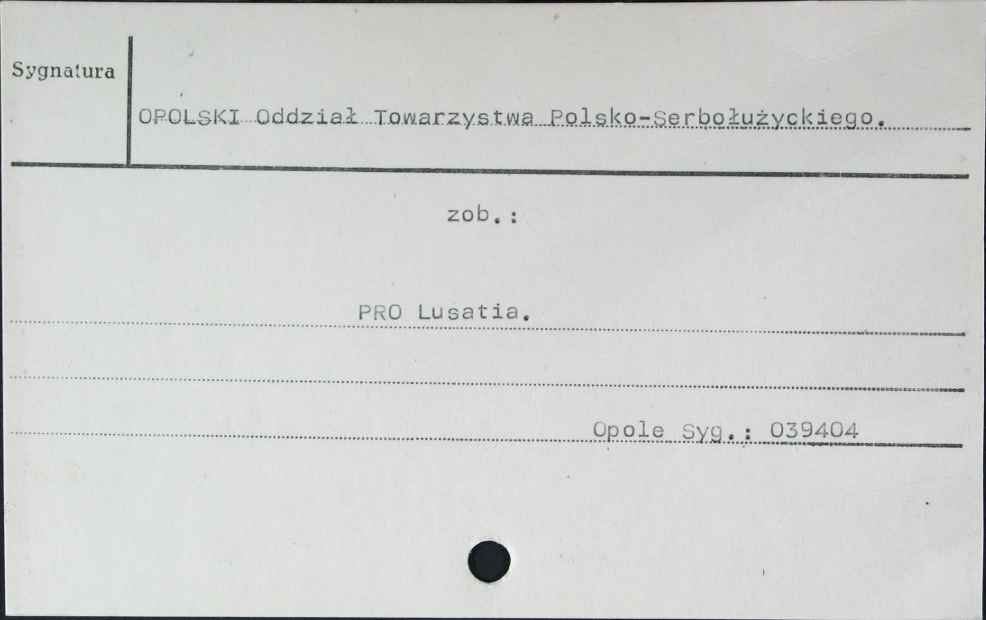 Sygnatura
OPOLSKI Oddział Towarzystwa Polsko-Serbołużyckiego.
zob.:
PRO Lusatia.
Opole Syg.: 039404